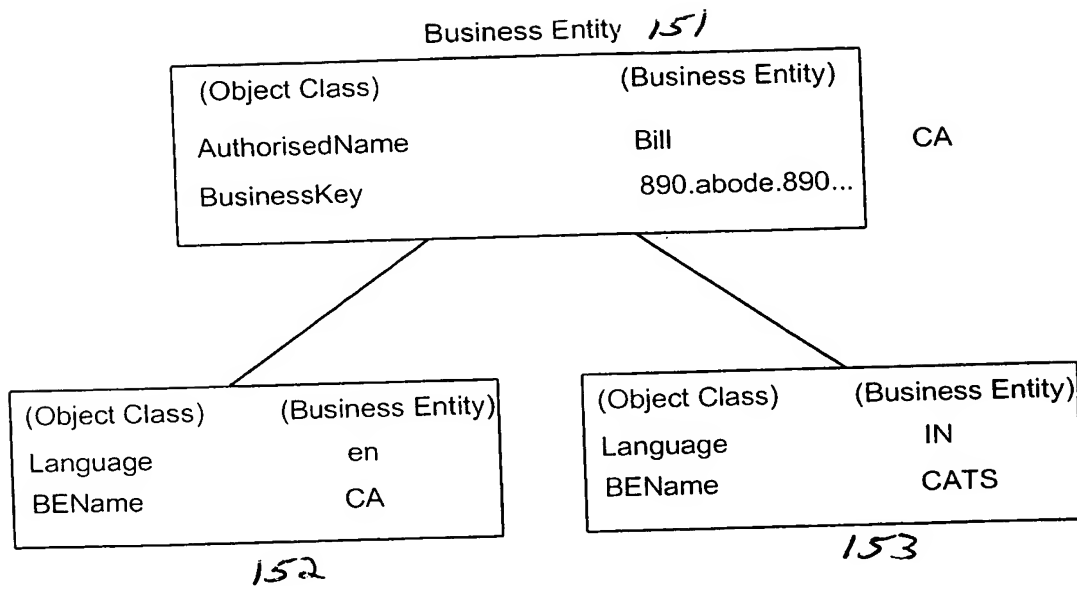 Business Entity 151
(Object Class) (Business Entity)
AuthorisedName Bill
CA
BusinessKey 890.abode.890...
(Object Class) (Business Entity)
Language en
BEName CA
152
(Object Class) (Business Entity)
Language IN
BEName CATS
153